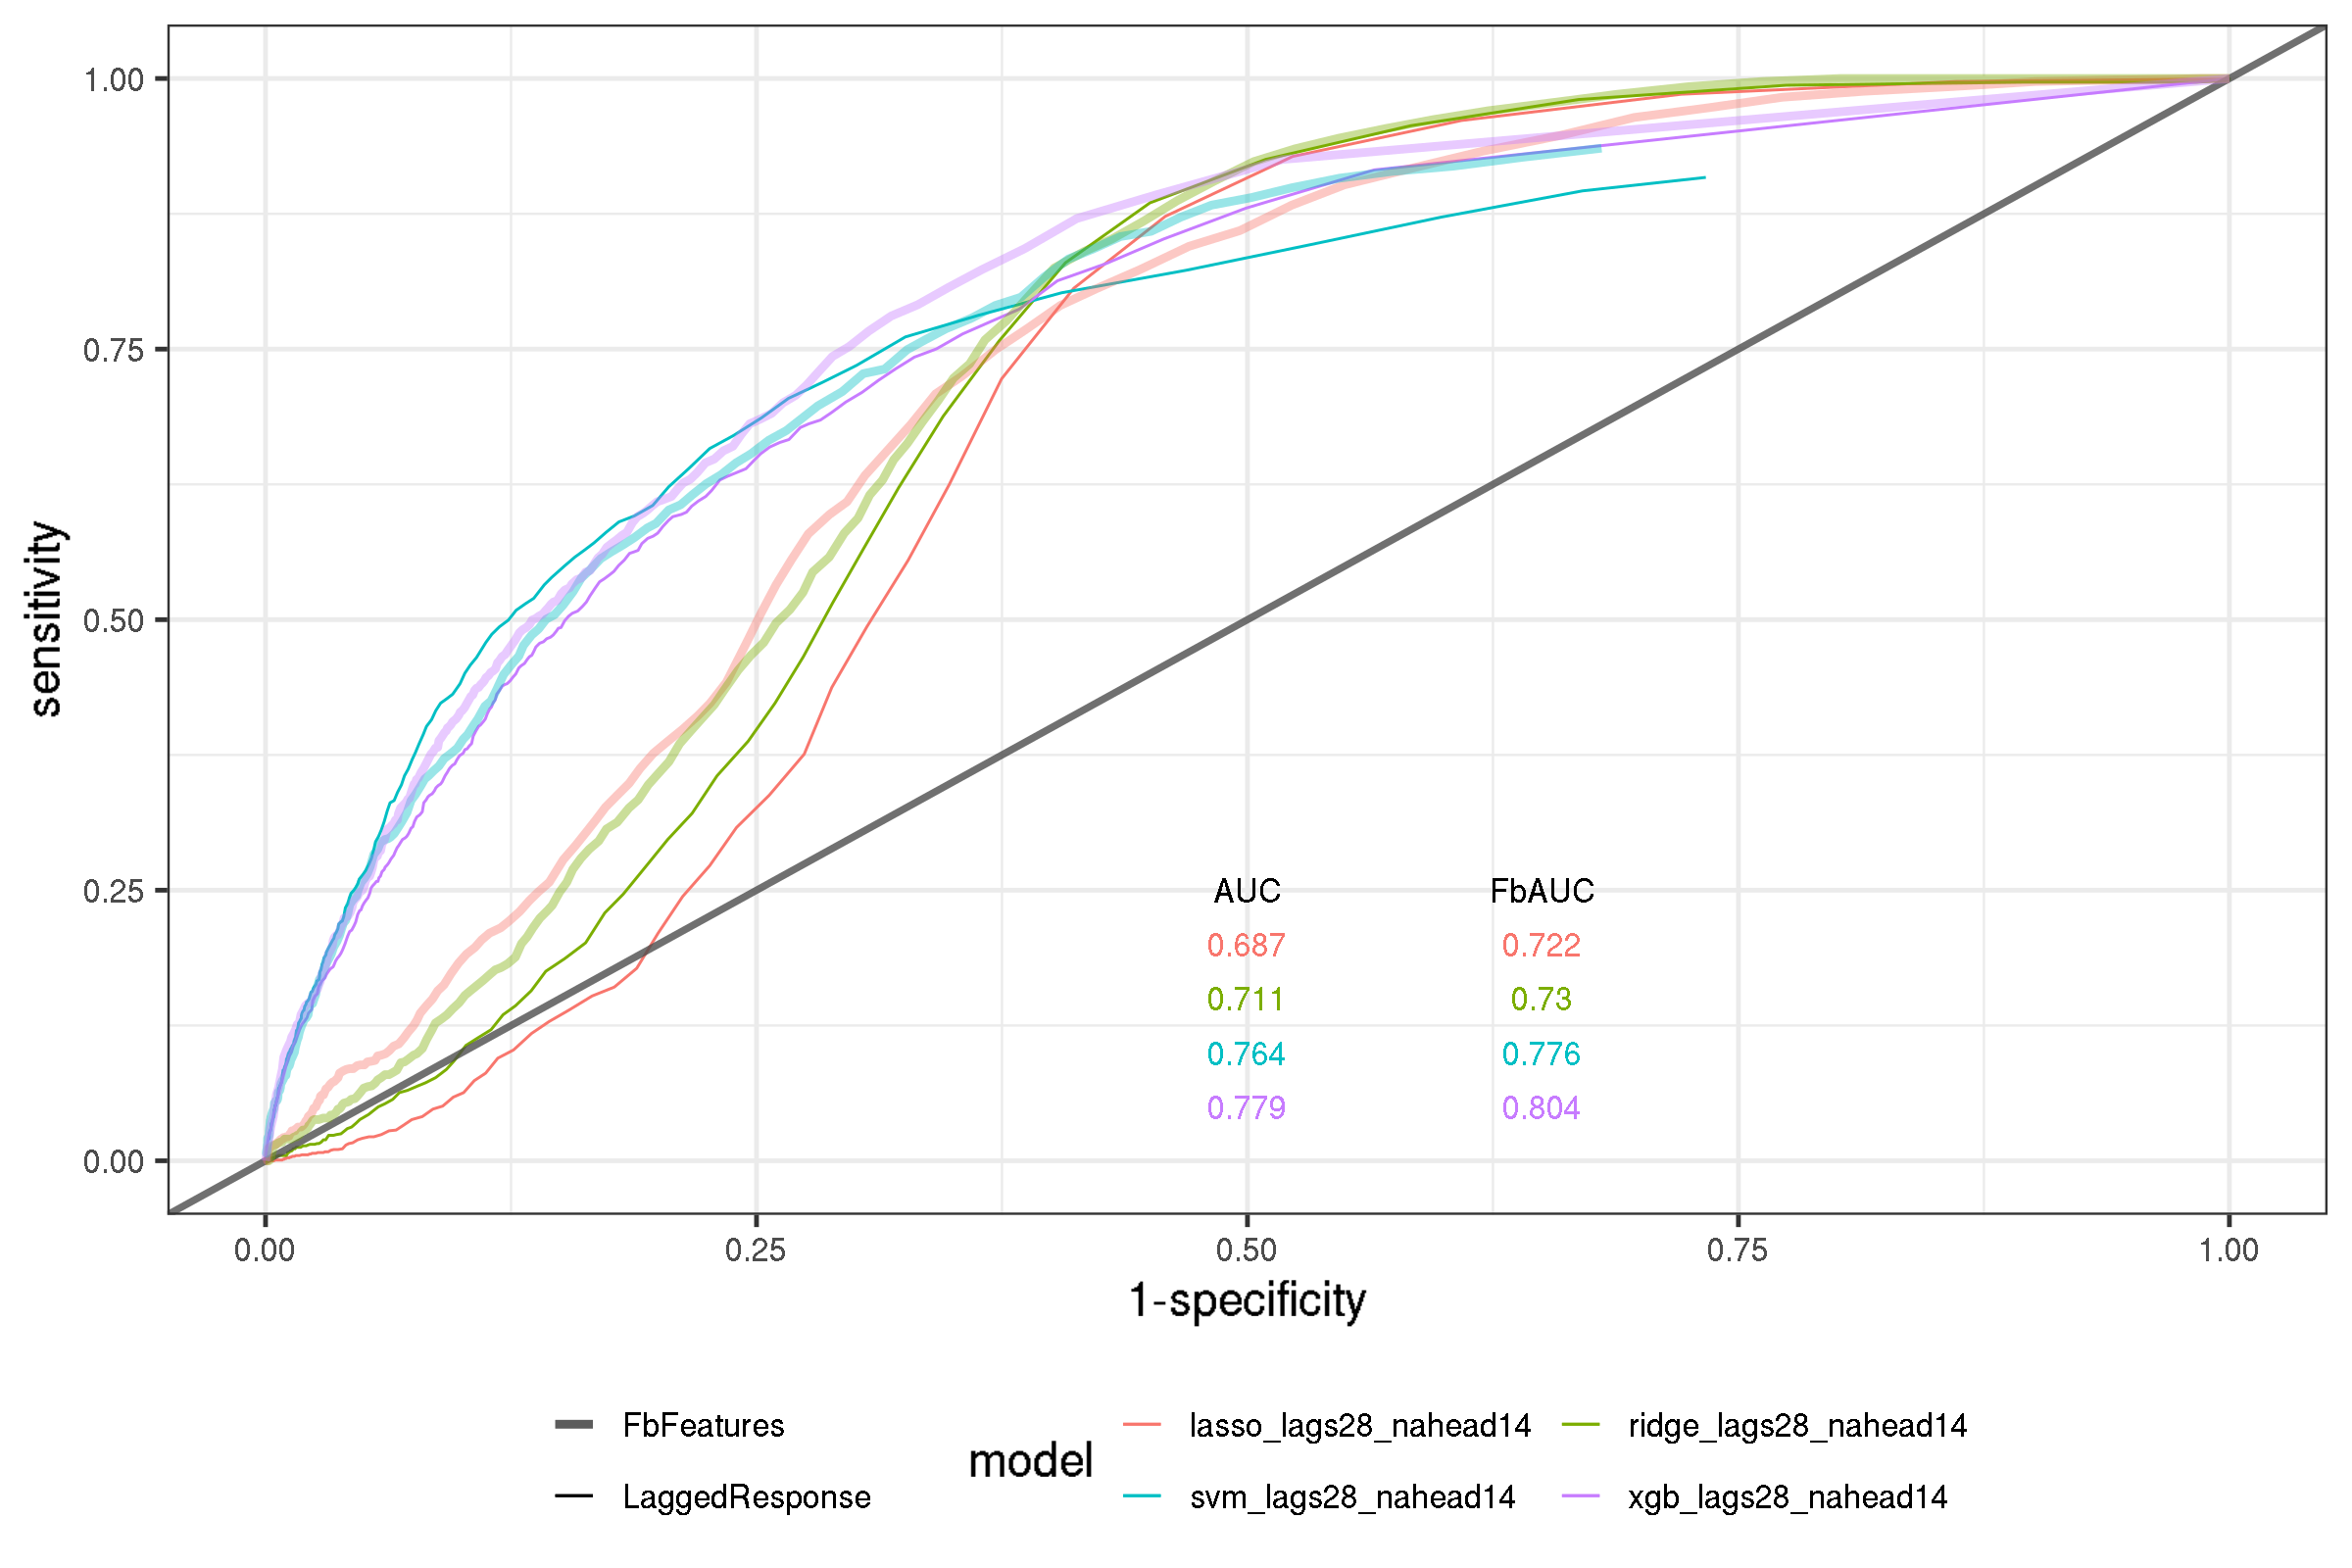 1.00
0.75
0.50
0.25
0.00
sensitivity
AUC FbAUC
0.687 0.722
0.711 0.73
0.764 0.776
0.779 0.804
0.00 0.25 0.50 0.75 1.00
1-specificity
FbFeatures
LaggedResponse
model
lasso_lags28_nahead14 ridge_lags28_nahead14
svm_lags28_nahead14 xgb_lags28_nahead14